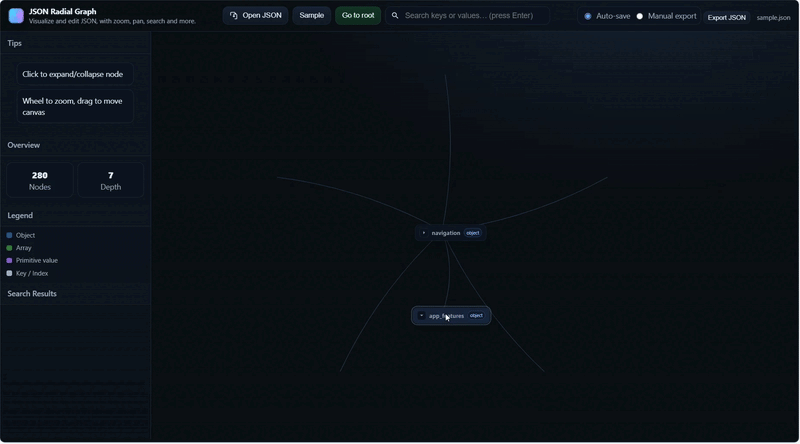 JSON Radial Graph
Visualize and edit JSON, with zoom, pan, search and more.
Open JSON
Sample
Go to root
Search keys or values… (press Enter)
Auto-save
Manual export
Export JSON
sample.json
Tips
Click to expand/collapse node
Wheel to zoom, drag to move
canvas
Overview
280
Nodes
7
Depth
Legend
Object
Array
Primitive value
Key / Index
Search Results
navigation
object
app_features
object